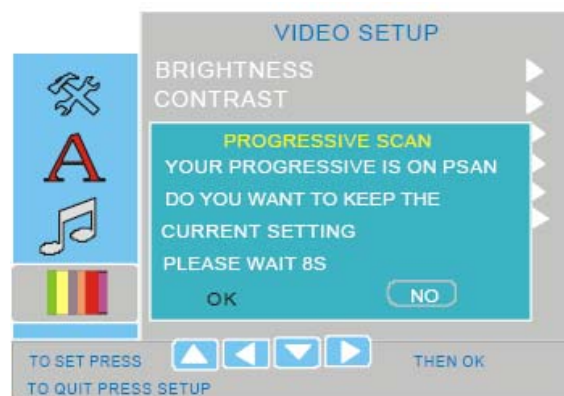 VIDEO SETUP
BRIGHTNESS
CONTRAST
A
PROGRESSIVE SCAN
YOUR PROGRESSIVE IS ON PSAN
DO YOU WANT TO KEEP THE
CURRENT SETTING
PLEASE WAIT 8S
OK NO
TO SET PRESS THEN OK
TO QUIT PRESS SETUP